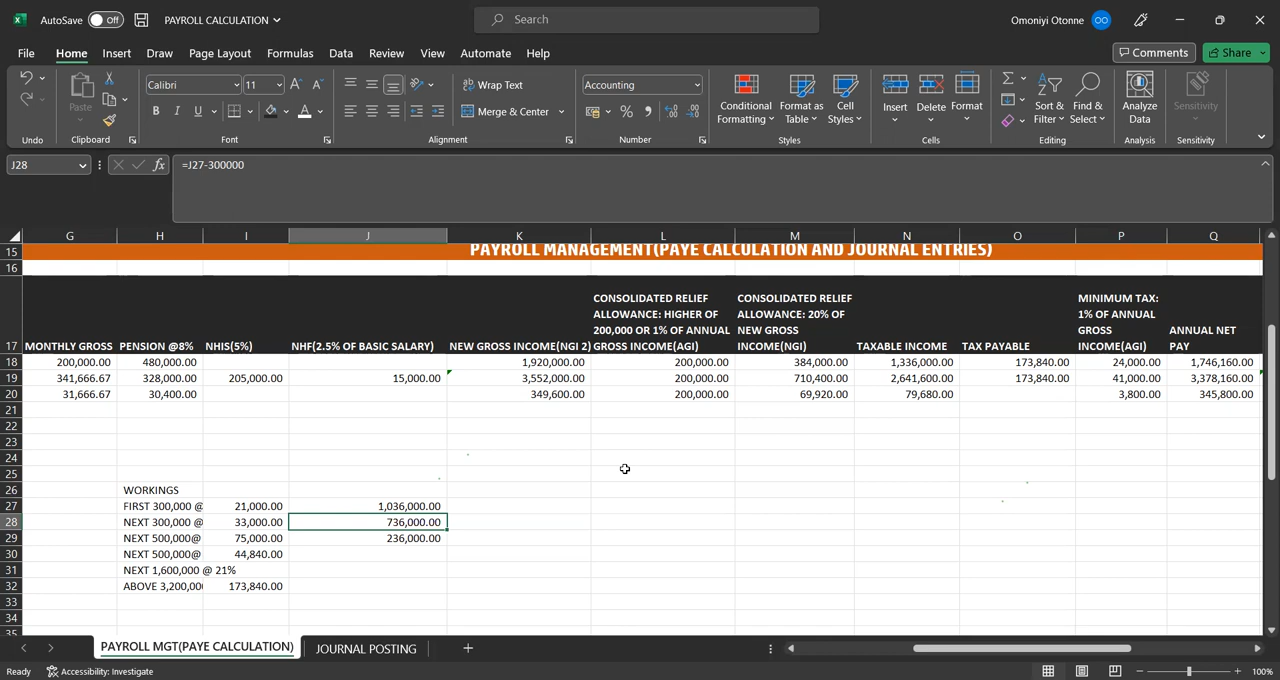 AutoSave Off PAYROLL CALCULATION Search Omoniyi Otonne OO
File Home Insert Draw Page Layout Formulas Data Review View Automate Help Comments Share
Calibri 11 Wrap Text Accounting
Paste B I U Merge & Center % Conditional Formatting Format as Table Cell Styles Insert Delete Format Sort & Filter Find & Select Analyze Data Sensitivity
Undo Clipboard Font Alignment Number Styles Cells Editing Analysis Sensitivity
J28 fx =J27-300000
G H I J K L M N O P Q
15 PAYROLL MANAGEMENT(PAYE CALCULATION AND JOURNAL ENTRIES)
16
17 MONTHLY GROSS PENSION @8% NHIS(5%) NHF(2.5% OF BASIC SALARY) NEW GROSS INCOME(NGI 2) CONSOLIDATED RELIEF ALLOWANCE: HIGHER OF 200,000 OR 1% OF ANNUAL GROSS INCOME(AGI) CONSOLIDATED RELIEF ALLOWANCE: 20% OF NEW GROSS INCOME(NGI) TAXABLE INCOME TAX PAYABLE MINIMUM TAX: 1% OF ANNUAL GROSS INCOME(AGI) ANNUAL NET PAY
18 200,000.00 480,000.00 1,920,000.00 200,000.00 384,000.00 1,336,000.00 173,840.00 24,000.00 1,746,160.00
19 341,666.67 328,000.00 205,000.00 15,000.00 3,552,000.00 200,000.00 710,400.00 2,641,600.00 173,840.00 41,000.00 3,378,160.00
20 31,666.67 30,400.00 349,600.00 200,000.00 69,920.00 79,680.00 3,800.00 345,800.00
21
22
23
24
25
26 WORKINGS
27 FIRST 300,000 @ 21,000.00 1,036,000.00
28 NEXT 300,000 @ 33,000.00 736,000.00
29 NEXT 500,000@ 75,000.00 236,000.00
30 NEXT 500,000@ 44,840.00
31 NEXT 1,600,000 @ 21%
32 ABOVE 3,200,000 173,840.00
33
34
35
PAYROLL MGT(PAYE CALCULATION) JOURNAL POSTING
Ready Accessibility: Investigate 100%